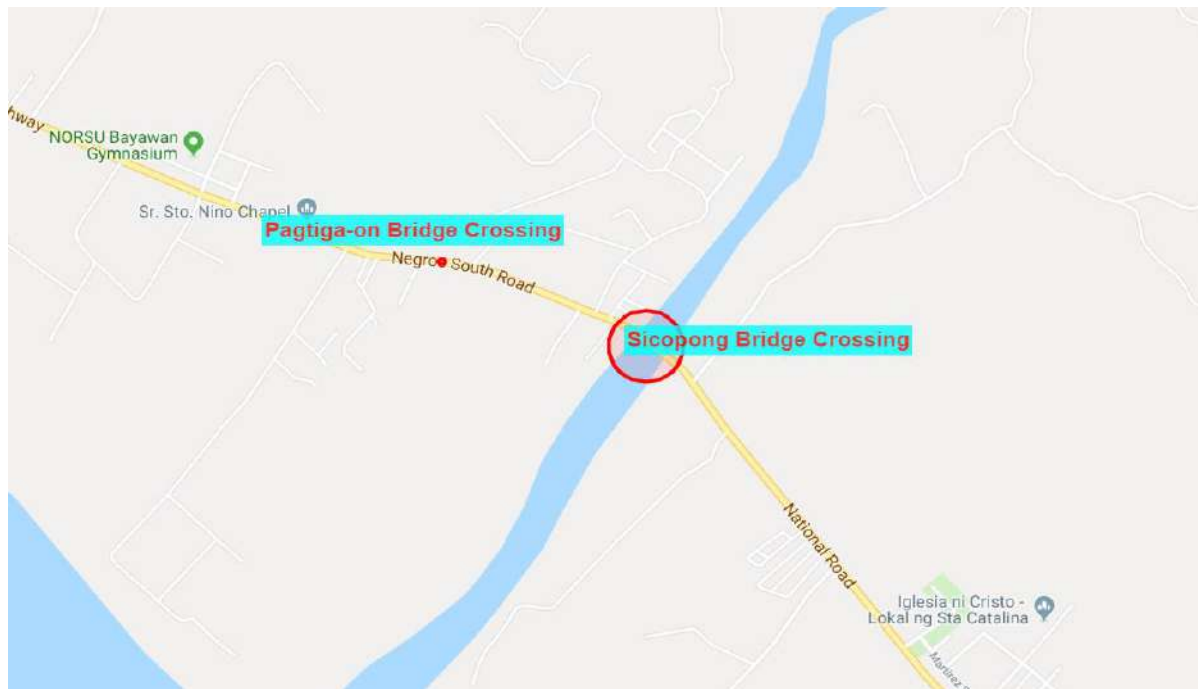 hway
NORSU Bayawan
Gymnasium
Sr. Sto. Nino Chapel
Pagtiga-on Bridge Crossing
South Road
Sicopong Bridge Crossing
National Road
Iglesia ni Cristo -
Lokal ng Sta Catalina
Martirez